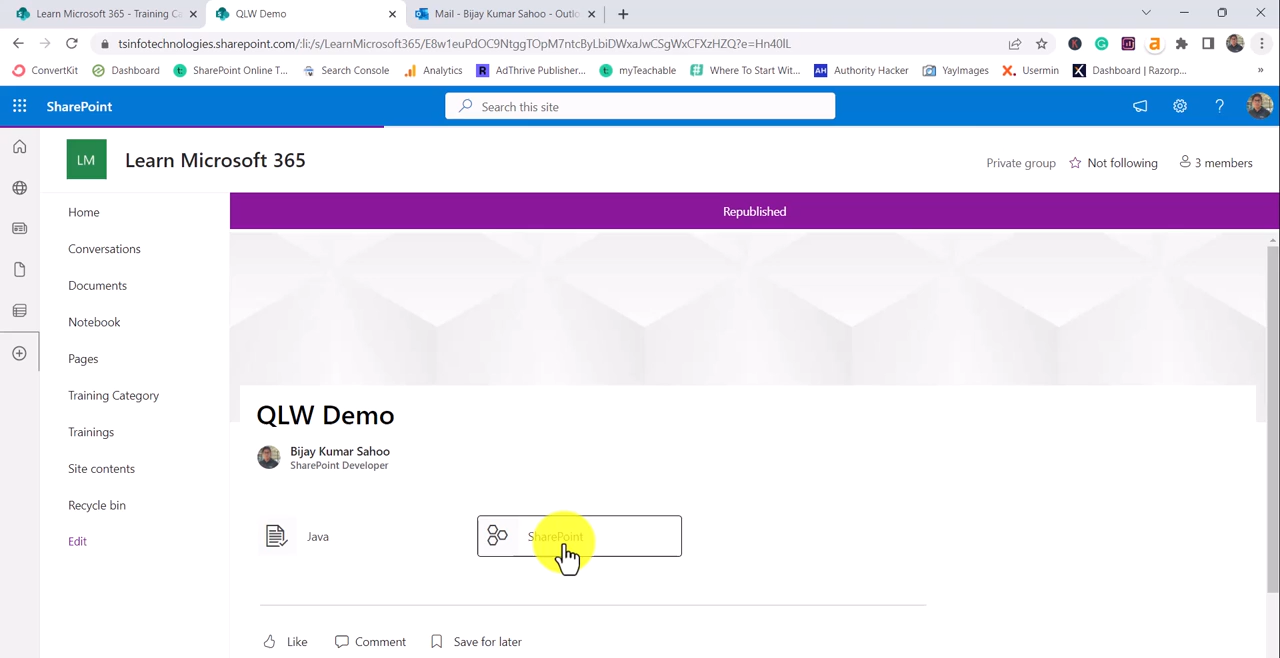 Learn Microsoft 365 - Training Ca
QLW Demo
Mail - Bijay Kumar Sahoo - Outlo
tsinfotechnologies.sharepoint.com/:li:/s/LearnMicrosoft365/E8w1euPdOC9NtggTOpM7ntcByLbiDWxaJwCSgWxCFXzHZQ?e=Hn40lL
ConvertKit
Dashboard
SharePoint Online T...
Search Console
Analytics
AdThrive Publisher...
myTeachable
Where To Start Wit...
AH
Authority Hacker
YayImages
Usermin
Dashboard | Razorp...
SharePoint
Search this site
LM
Learn Microsoft 365
Private group
Not following
3 members
Home
Conversations
Documents
Notebook
Pages
Training Category
Trainings
Site contents
Recycle bin
Edit
Republished
QLW Demo
Bijay Kumar Sahoo
SharePoint Developer
Java
SharePoint
Like
Comment
Save for later